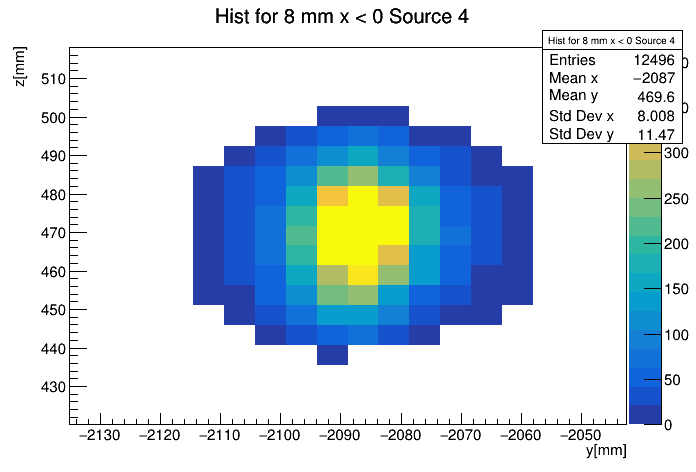 Hist for 8 mm x < 0 Source 4
z[mm]
Hist for 8 mm x < 0 Source 4
Entries 12496
Mean x −2087
Mean y 469.6
Std Dev x 8.008
Std Dev y 11.47
510
500
490
480
470
460
450
440
430
300
250
200
150
100
50
0
−2130 −2120 −2110 −2100 −2090 −2080 −2070 −2060 −2050
y[mm]